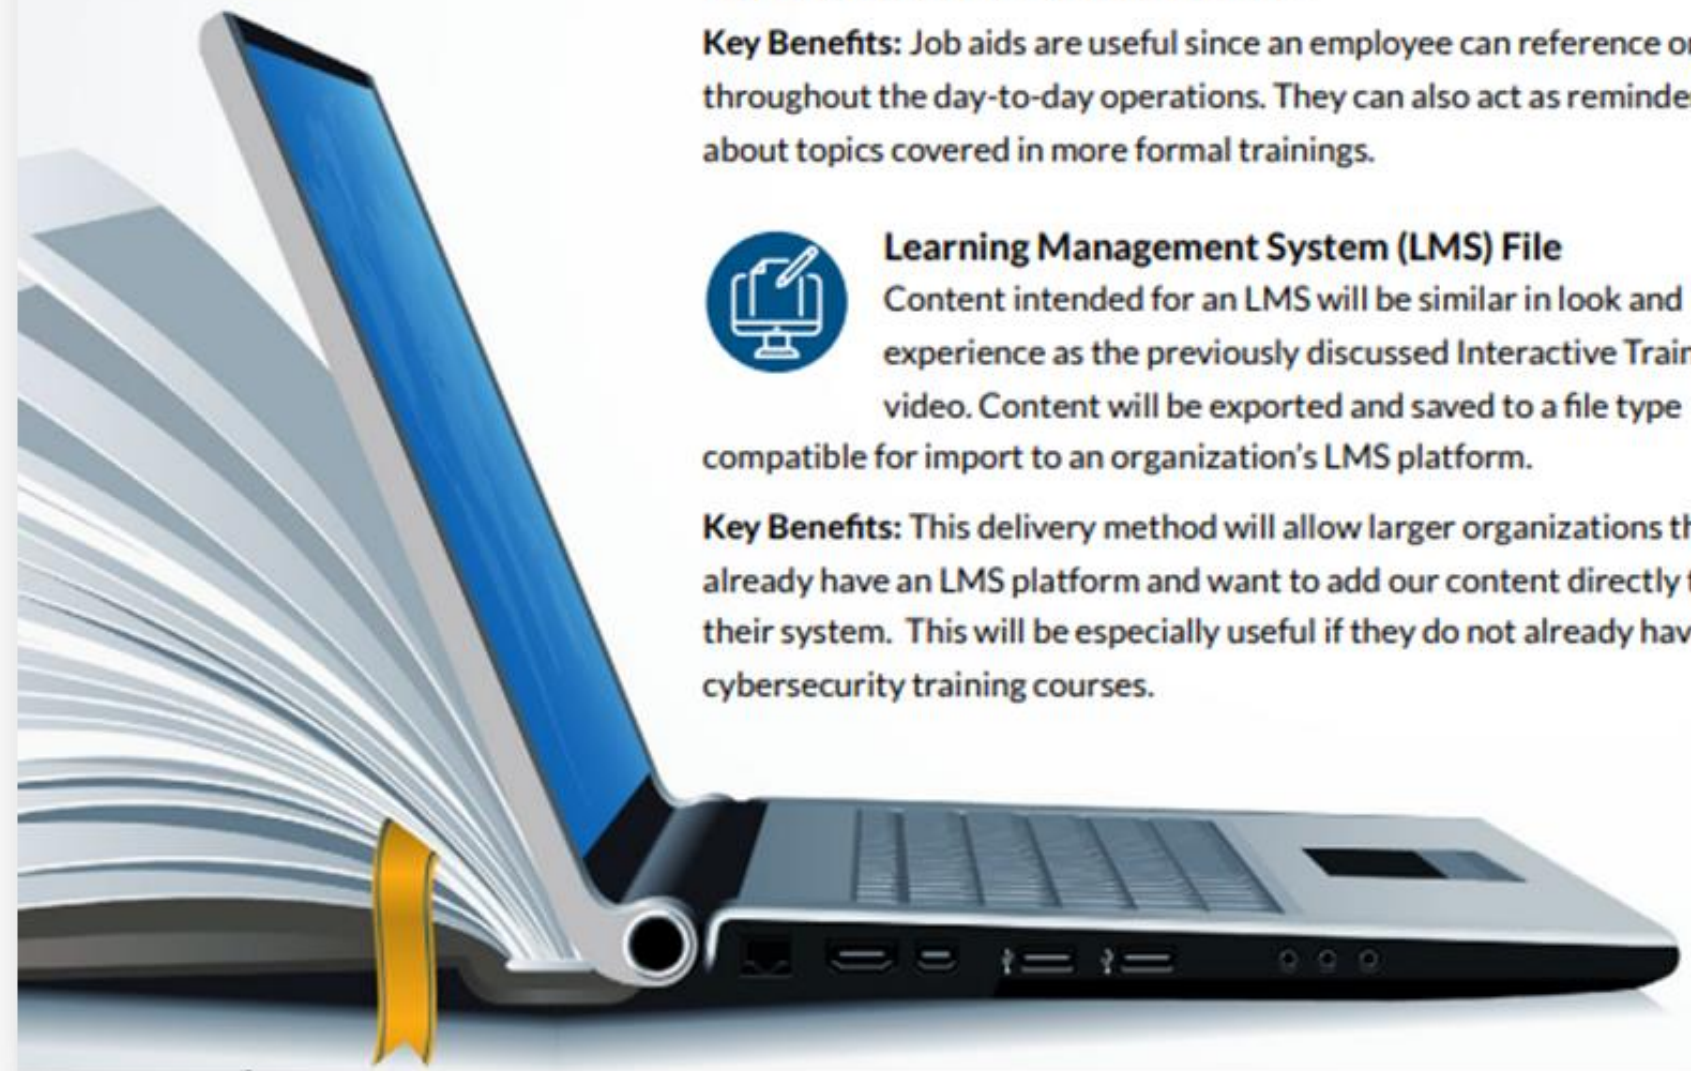 Key Benefits: Job aids are useful since an employee can reference
throughout the day-to-day operations. They can also act as
about topics covered in more formal trainings.
Learning Management System (LMS) File
Content intended for an LMS will be similar in look and
experience as the previously discussed Interactive
video. Content will be exported and saved to a file type
compatible for import to an organization's LMS platform.
Key Benefits: This delivery method will allow larger organizations
already have an LMS platform and want to add our content directly
their system. This will be especially useful if they do not already
cybersecurity training courses.